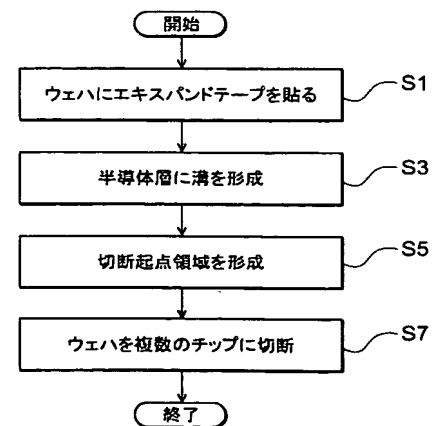 開始
ウェハにエキスパンドテープを貼る
S1
半導体層に溝を形成
S3
切断起点領域を形成
S5
ウェハを複数のチップに切断
S7
終了